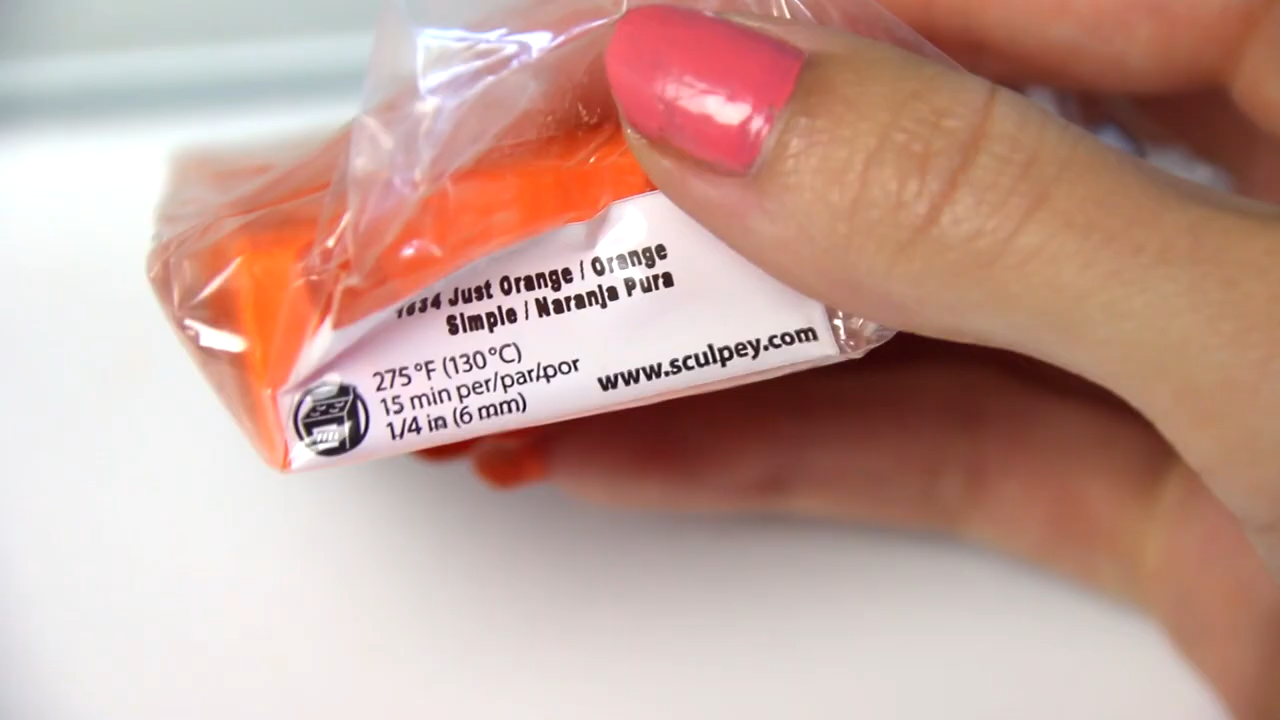 1634 Just Orange / Orange
Simple / Naranja Pura
275°F (130°C)
15 min per/par/por
1/4 in (6 mm)
www.sculpey.com